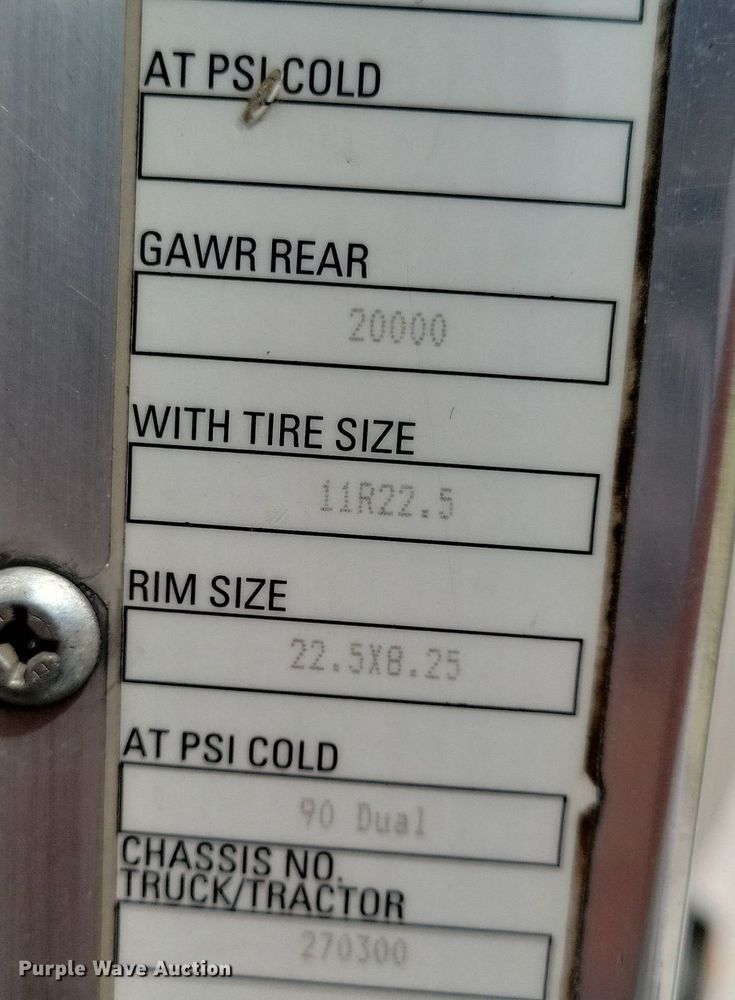 AT PSI COLD
GAWR REAR
20000
WITH TIRE SIZE
11R22.5
RIM SIZE
22.5X8.25
AT PSI COLD
90 Dual
CHASSIS NO.
TRUCK/TRACTOR
270300
Purple Wave Auction